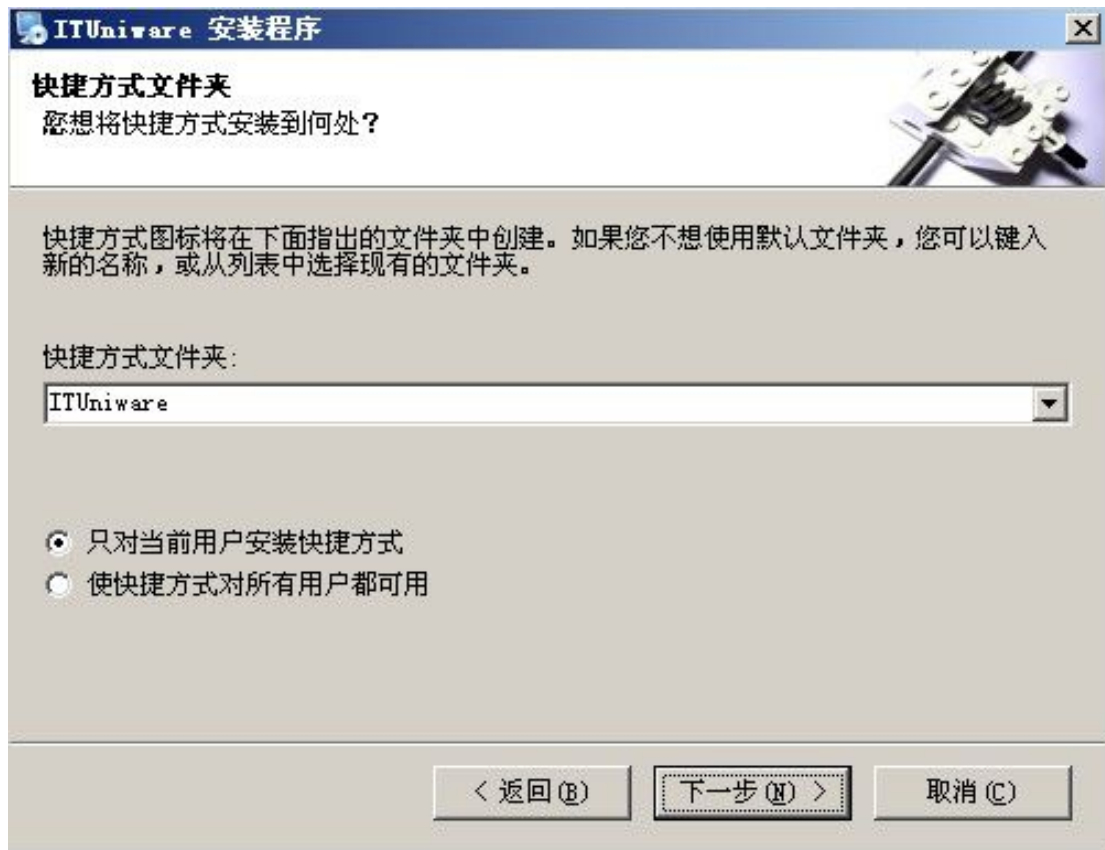 ITUniware 安装程序
快捷方式文件夹
您想将快捷方式安装到何处？
快捷方式图标将在下面指出的文件夹中创建。如果您不想使用默认文件夹，您可以键入
新的名称，或从列表中选择现有的文件夹。
快捷方式文件夹:
ITUniware
只对当前用户安装快捷方式
使快捷方式对所有用户都可用
< 返回(B)
下一步(N) >
取消(C)